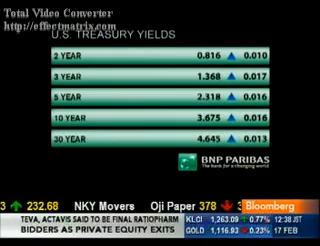 Total Video Converter
http://effectmatrix.com
U.S. TREASURY YIELDS
2 YEAR 0.816 ▲ 0.010
3 YEAR 1.368 ▲ 0.017
5 YEAR 2.318 ▲ 0.016
10 YEAR 3.675 ▲ 0.016
30 YEAR 4.645 ▲ 0.013
BNP PARIBAS
The bank for a changing world
3 ↑ 232.68 NKY Movers Oji Paper 378 ↓ 3 Bloomberg
TEVA, ACTAVIS SAID TO BE FINAL RATIOPHARM KLCI 1,263.09 ↑ 0.77% 12:38 JST
BIDDERS AS PRIVATE EQUITY EXITS GOLD 1,116.93 ↓ 0.23% 17 FEB